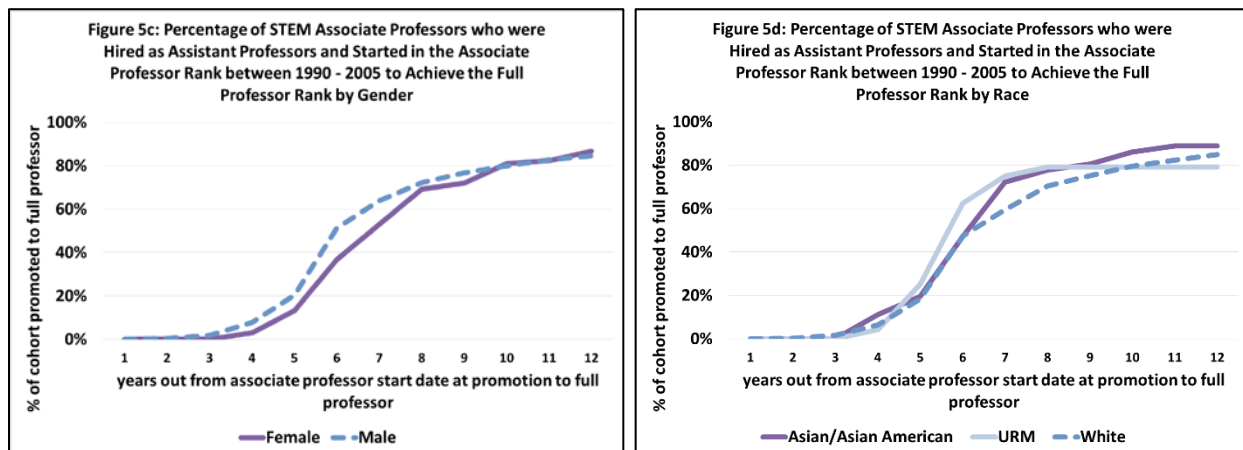 Figure 5c: Percentage of STEM Associate Professors who were
Hired as Assistant Professors and Started in the Associate
Professor Rank between 1990 - 2005 to Achieve the Full
Professor Rank by Gender
% of cohort promoted to full professor
100%
80%
60%
40%
20%
0%
1 2 3 4 5 6 7 8 9 10 11 12
years out from associate professor start date at promotion to full
professor
Female Male
Figure 5d: Percentage of STEM Associate Professors who were
Hired as Assistant Professors and Started in the Associate
Professor Rank between 1990 - 2005 to Achieve the Full
Professor Rank by Race
% of cohort promoted to full professor
100%
80%
60%
40%
20%
0%
1 2 3 4 5 6 7 8 9 10 11 12
years out from associate professor start date at promotion to full
professor
Asian/Asian American URM White